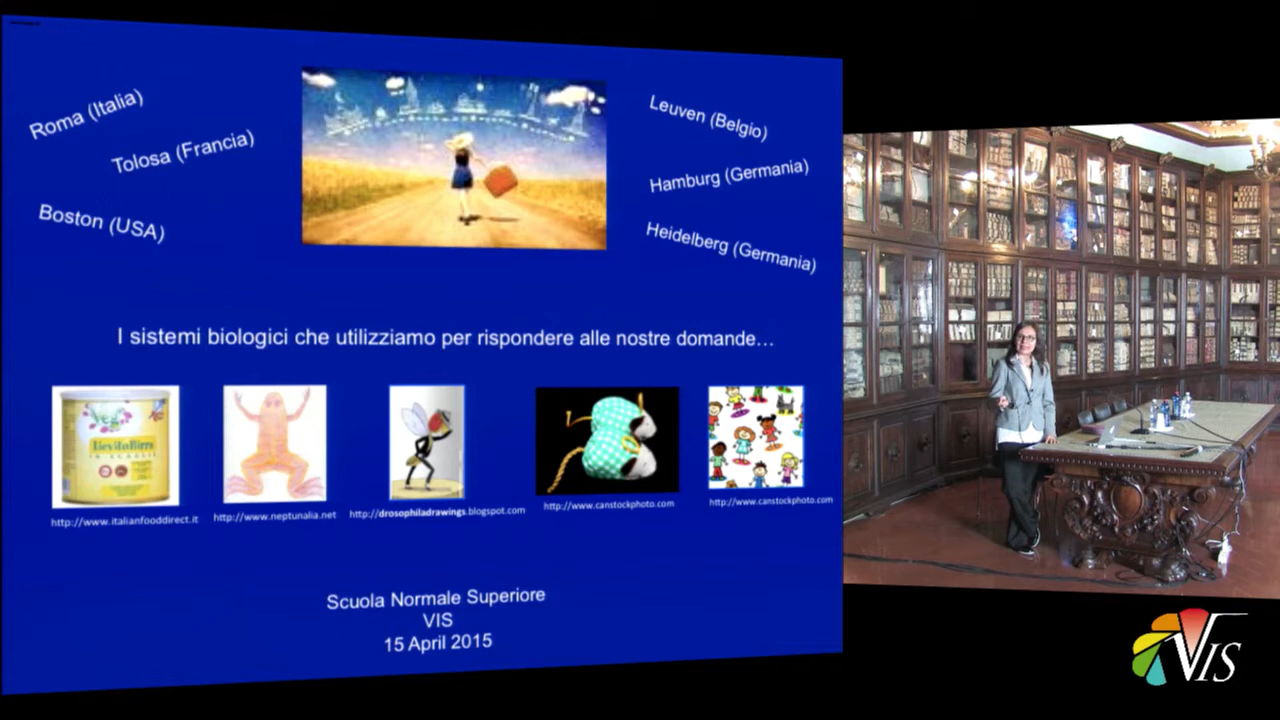 Roma (Italia)
Tolosa (Francia)
Boston (USA)
Leuven (Belgio)
Hamburg (Germania)
Heidelberg (Germania)
I sistemi biologici che utilizziamo per rispondere alle nostre domande…
LievitoBirra
http://www.italianfooddirect.it
http://www.neptunalia.net
http://drosophiladrawings.blogspot.com
http://www.canstockphoto.com
http://www.canstockphoto.com
Scuola Normale Superiore
VIS
15 April 2015
VIS